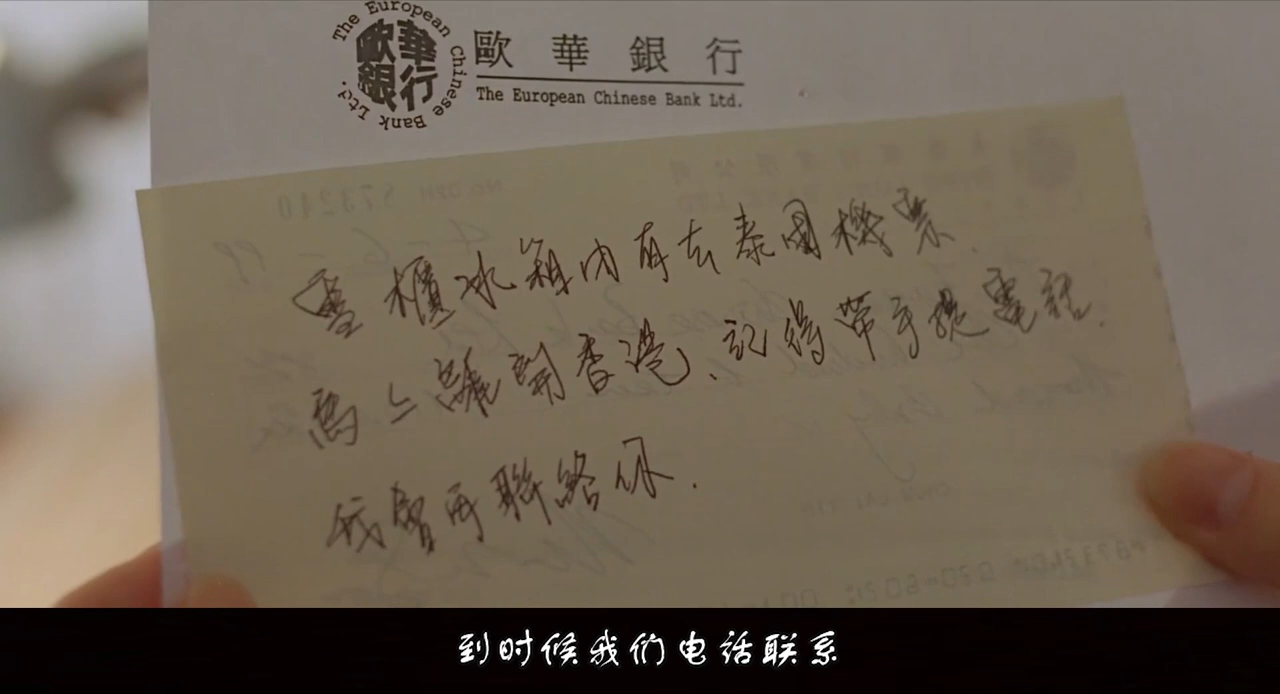 The European Chinese Bank Ltd.
歐華銀行
歐華銀行
The European Chinese Bank Ltd.
573240
雪櫃冰箱內有去泰國機票.
馬上離開香港、記得帶手提電話.
我會再聯絡你.
到时候我们电话联系